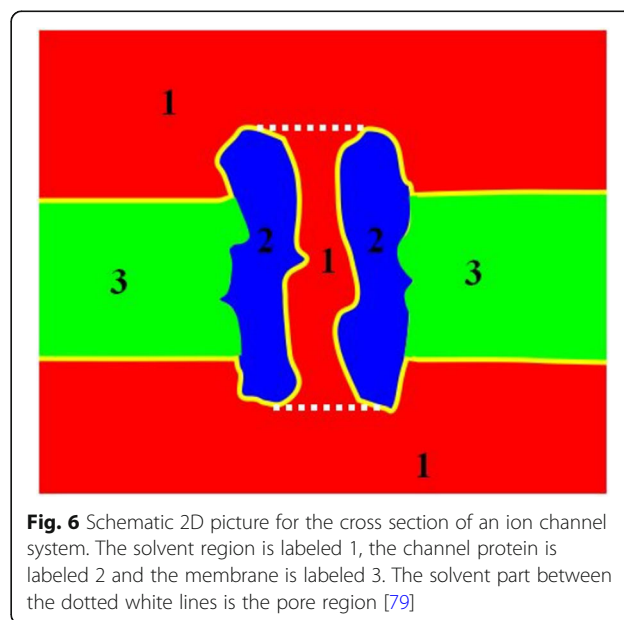 1
2
2
1
3
3
1
Fig. 6 Schematic 2D picture for the cross section of an ion channel
system. The solvent region is labeled 1, the channel protein is
labeled 2 and the membrane is labeled 3. The solvent part between
the dotted white lines is the pore region [79]